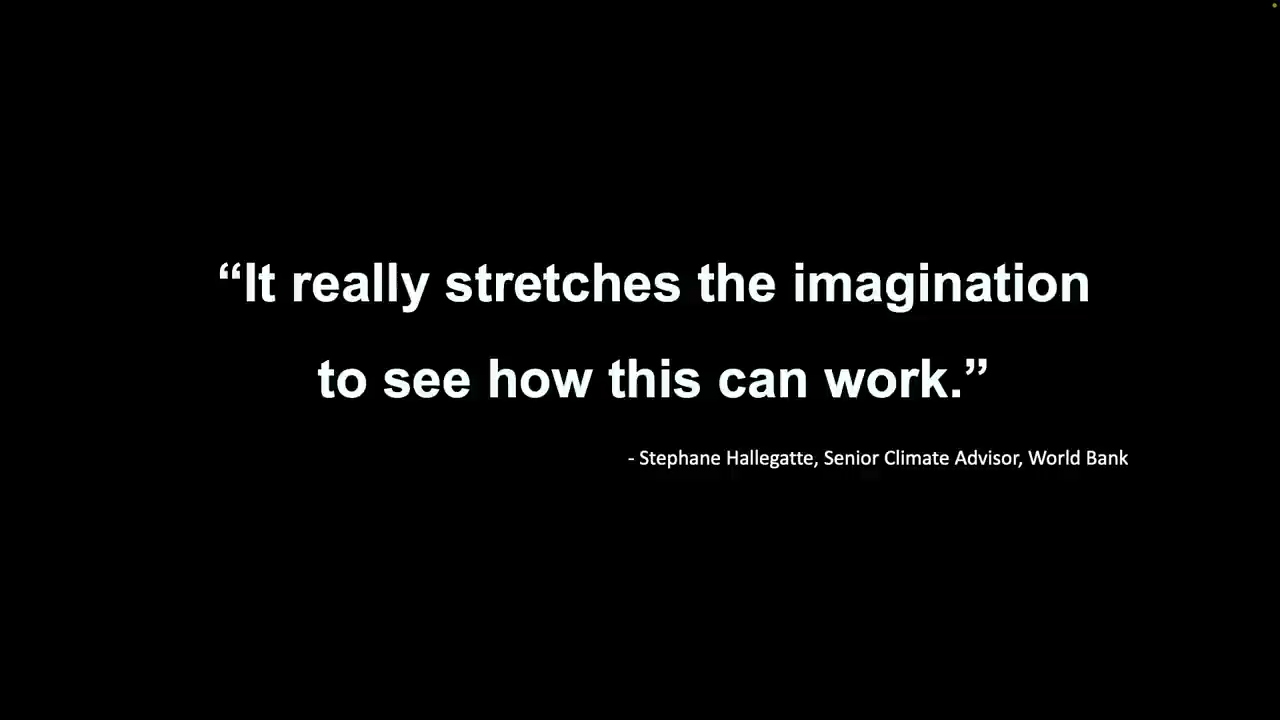 “It really stretches the imagination
to see how this can work.”
- Stephane Hallegatte, Senior Climate Advisor, World Bank